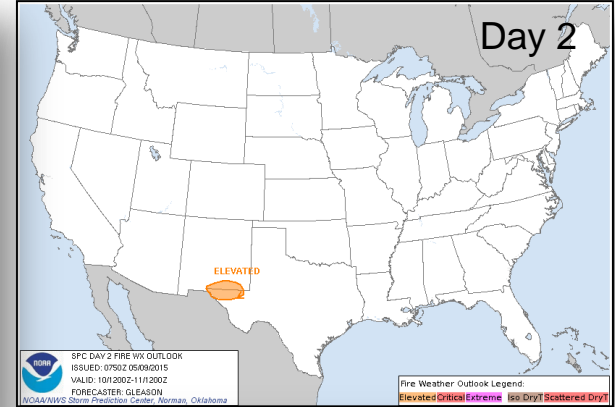 Day 2
ELEVATED
NOAA
SPC DAY 2 FIRE WX OUTLOOK
ISSUED: 0750Z 05/09/2015
VALID: 10/1200Z-11/1200Z
FORECASTER: GLEASON
NOAA/NWS Storm Prediction Center, Norman, Oklahoma
Fire Weather Outlook Legend:
Elevated Critical Extreme Iso DryT Scattered DryT